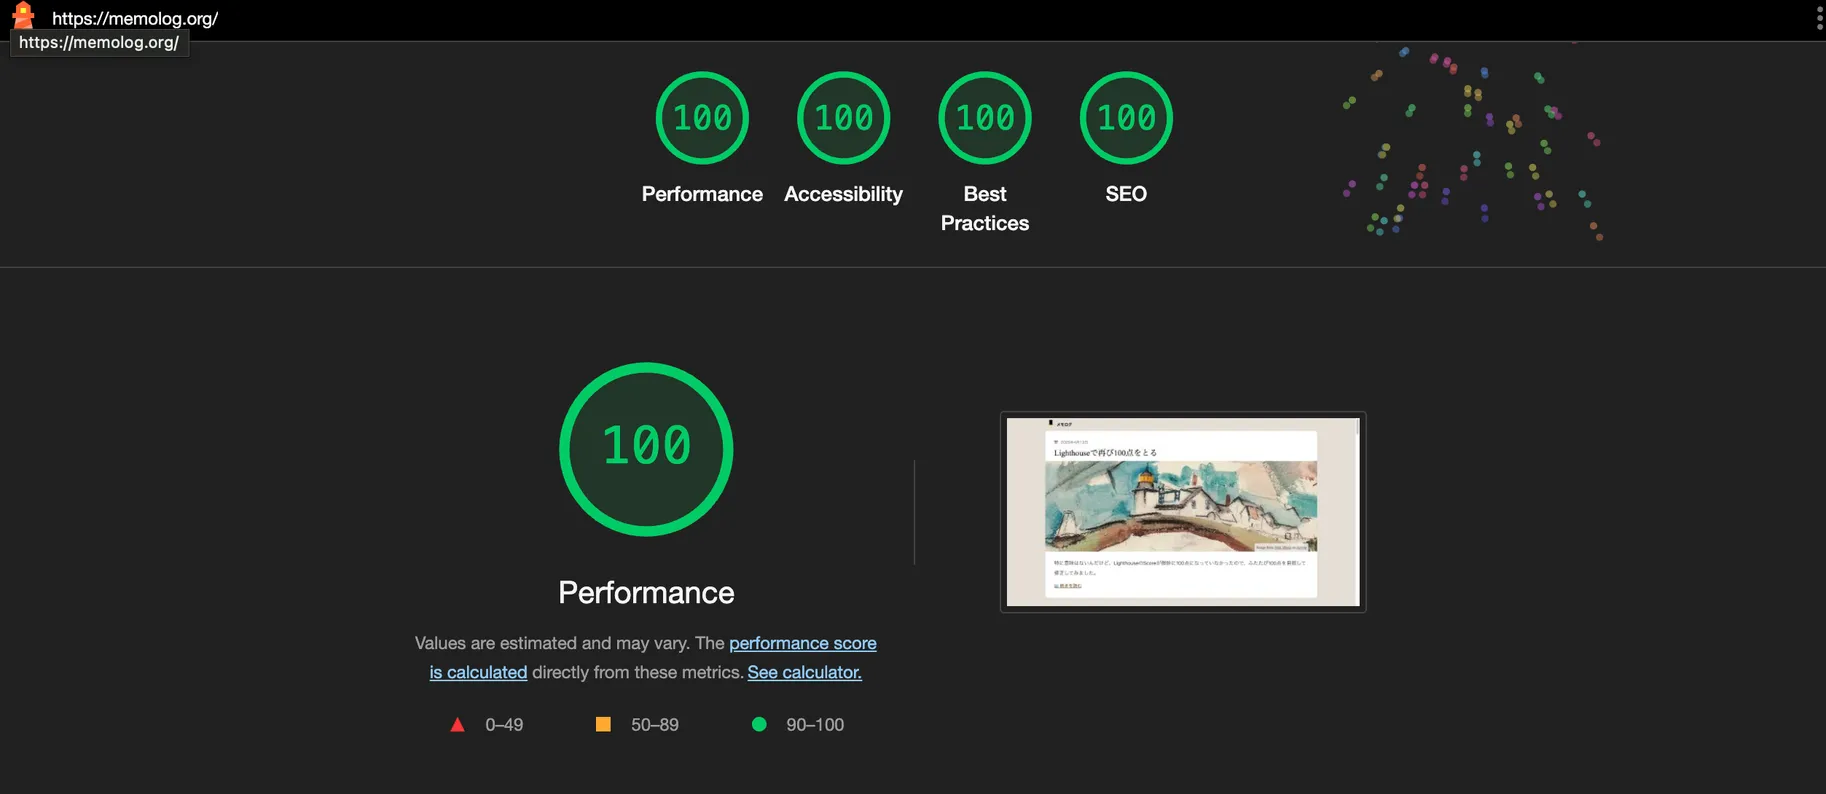 https://memolog.org/
https://memolog.org/
100
100
100
100
Performance
Accessibility
Best
Practices
SEO
100
Performance
Values are estimated and may vary. The performance score
is calculated directly from these metrics. See calculator.
0–49
50–89
90–100
メモログ
Lighthouseで再び100点をとる